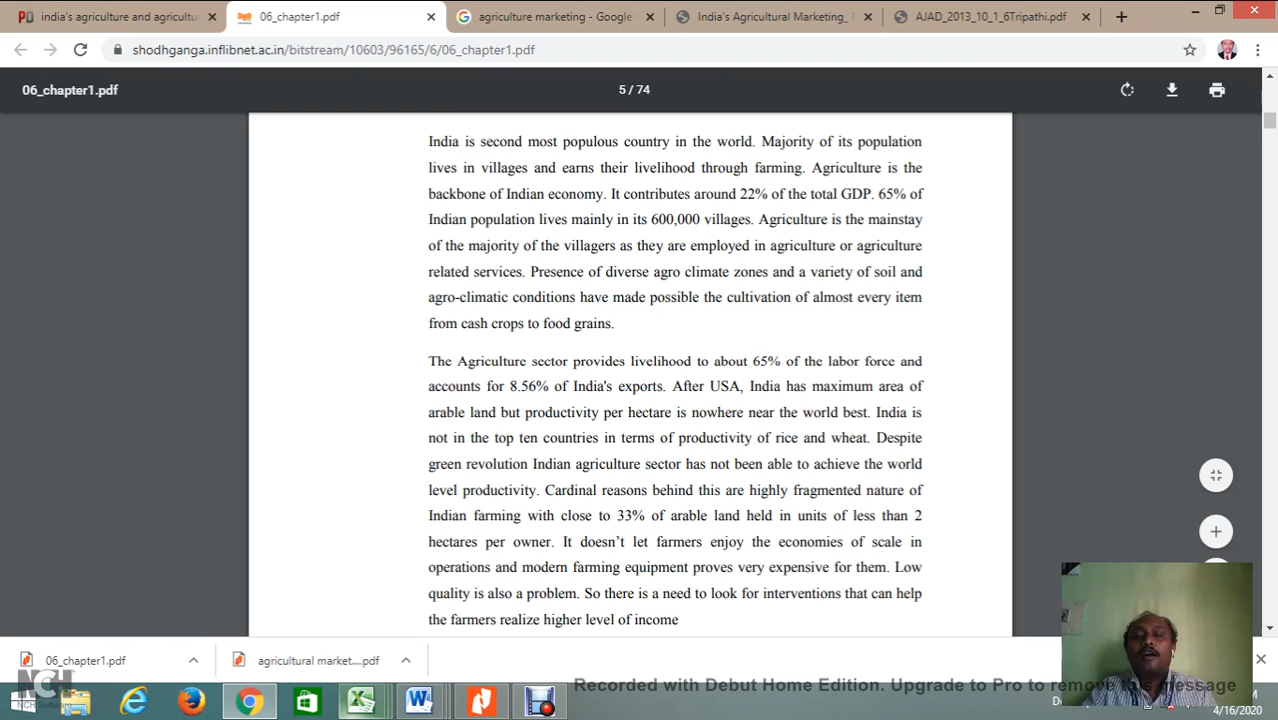 india's agriculture and agricultu
06_chapter1.pdf
agriculture marketing - Google
India's Agricultural Marketing_
AJAD_2013_10_1_6Tripathi.pdf
shodhganga.inflibnet.ac.in/bitstream/10603/96165/6/06_chapter1.pdf
06_chapter1.pdf
5 / 74
India is second most populous country in the world. Majority of its population
lives in villages and earns their livelihood through farming. Agriculture is the
backbone of Indian economy. It contributes around 22% of the total GDP. 65% of
Indian population lives mainly in its 600,000 villages. Agriculture is the mainstay
of the majority of the villagers as they are employed in agriculture or agriculture
related services. Presence of diverse agro climate zones and a variety of soil and
agro-climatic conditions have made possible the cultivation of almost every item
from cash crops to food grains.
The Agriculture sector provides livelihood to about 65% of the labor force and
accounts for 8.56% of India's exports. After USA, India has maximum area of
arable land but productivity per hectare is nowhere near the world best. India is
not in the top ten countries in terms of productivity of rice and wheat. Despite
green revolution Indian agriculture sector has not been able to achieve the world
level productivity. Cardinal reasons behind this are highly fragmented nature of
Indian farming with close to 33% of arable land held in units of less than 2
hectares per owner. It doesn't let farmers enjoy the economies of scale in
operations and modern farming equipment proves very expensive for them. Low
quality is also a problem. So there is a need to look for interventions that can help
the farmers realize higher level of income
06_chapter1.pdf
agricultural market....pdf
NCH
NCH Software
Recorded with Debut Home Edition. Upgrade to Pro to remove this message
4/16/2020